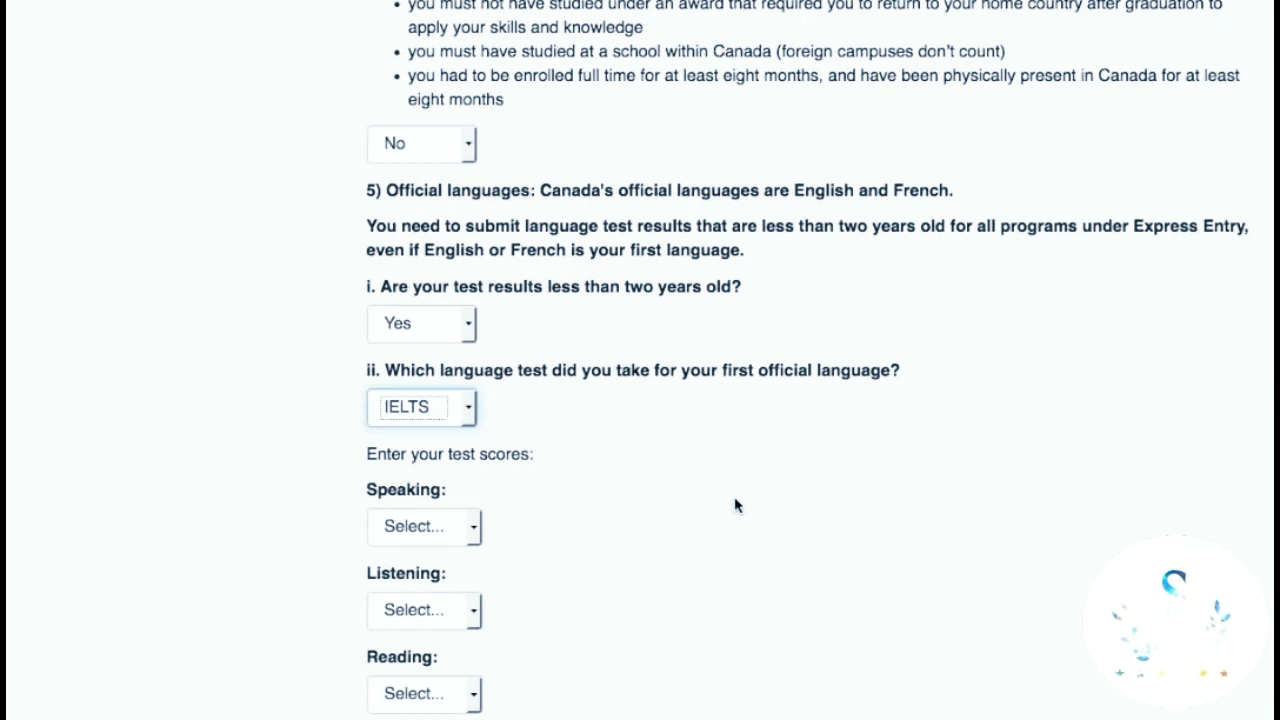 you must not have studied under an award that required you to return to your home country after graduation to
apply your skills and knowledge
you must have studied at a school within Canada (foreign campuses don't count)
you had to be enrolled full time for at least eight months, and have been physically present in Canada for at least
eight months
No
5) Official languages: Canada's official languages are English and French.
You need to submit language test results that are less than two years old for all programs under Express Entry,
even if English or French is your first language.
i. Are your test results less than two years old?
Yes
ii. Which language test did you take for your first official language?
IELTS
Enter your test scores:
Speaking:
Select...
Listening:
Select...
Reading:
Select...